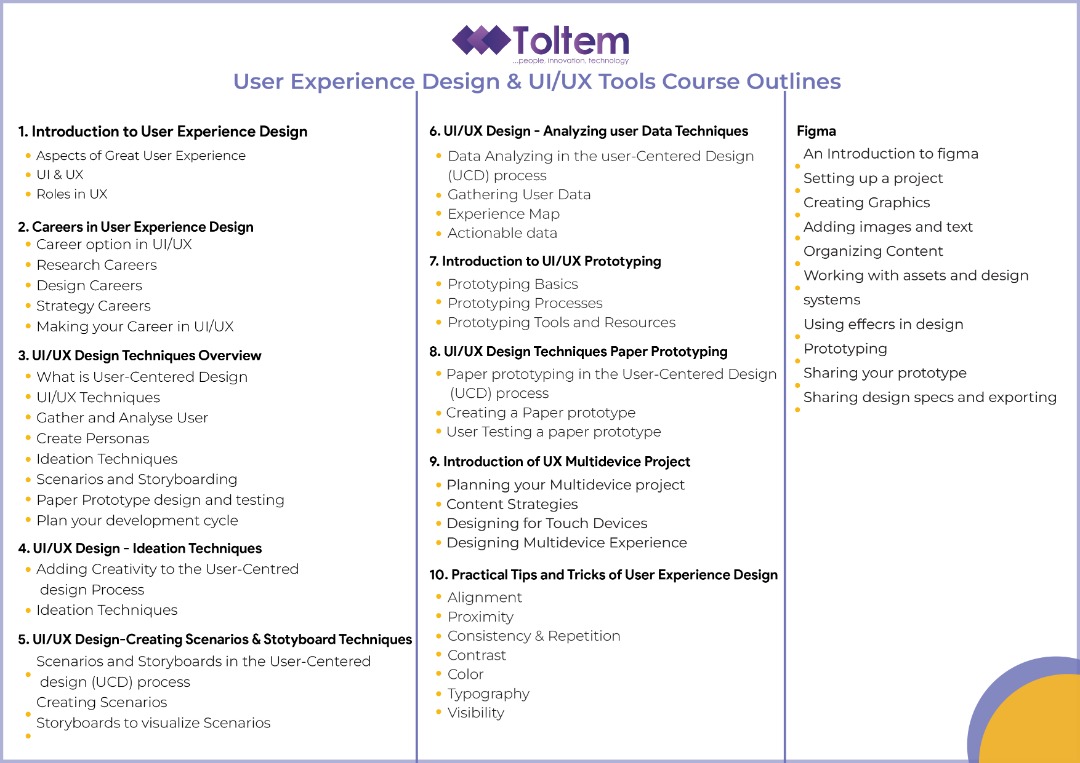 Toltem
...people, innovation, technology
User Experience Design & UI/UX Tools Course Outlines
1. Introduction to User Experience Design
Aspects of Great User Experience
UI & UX
Roles in UX
2. Careers in User Experience Design
Career option in UI/UX
Research Careers
Design Careers
Strategy Careers
Making your Career in UI/UX
3. UI/UX Design Techniques Overview
What is User-Centered Design
UI/UX Techniques
Gather and Analyse User
Create Personas
Ideation Techniques
Scenarios and Storyboarding
Paper Prototype design and testing
Plan your development cycle
4. UI/UX Design - Ideation Techniques
Adding Creativity to the User-Centred
design Process
Ideation Techniques
5. UI/UX Design-Creating Scenarios & Stotyboard Techniques
Scenarios and Storyboards in the User-Centered
design (UCD) process
Creating Scenarios
Storyboards to visualize Scenarios
6. UI/UX Design - Analyzing user Data Techniques
Data Analyzing in the user-Centered Design
(UCD) process
Gathering User Data
Experience Map
Actionable data
7. Introduction to UI/UX Prototyping
Prototyping Basics
Prototyping Processes
Prototyping Tools and Resources
8. UI/UX Design Techniques Paper Prototyping
Paper prototyping in the User-Centered Design
(UCD) process
Creating a Paper prototype
User Testing a paper prototype
9. Introduction of UX Multidevice Project
Planning your Multidevice project
Content Strategies
Designing for Touch Devices
Designing Multidevice Experience
10. Practical Tips and Tricks of User Experience Design
Alignment
Proximity
Consistency & Repetition
Contrast
Color
Typography
Visibility
Figma
An Introduction to figma
Setting up a project
Creating Graphics
Adding images and text
Organizing Content
Working with assets and design
systems
Using effecrs in design
Prototyping
Sharing your prototype
Sharing design specs and exporting